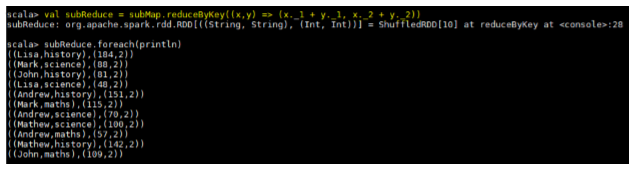 scala> val subReduce = subMap.reduceByKey((x,y) => (x._1 + y._1, x._2 + y._2))
subReduce: org.apache.spark.rdd.RDD[((String, String), (Int, Int))] = ShuffledRDD[10] at reduceByKey at <console>:28
scala> subReduce.foreach(println)
((Lisa,history),(184,2))
((Mark,science),(88,2))
((John,history),(81,2))
((Lisa,science),(48,2))
((Andrew,history),(151,2))
((Mark,maths),(115,2))
((Andrew,science),(70,2))
((Mathew,science),(100,2))
((Andrew,maths),(57,2))
((Mathew,history),(142,2))
((John,maths),(109,2))